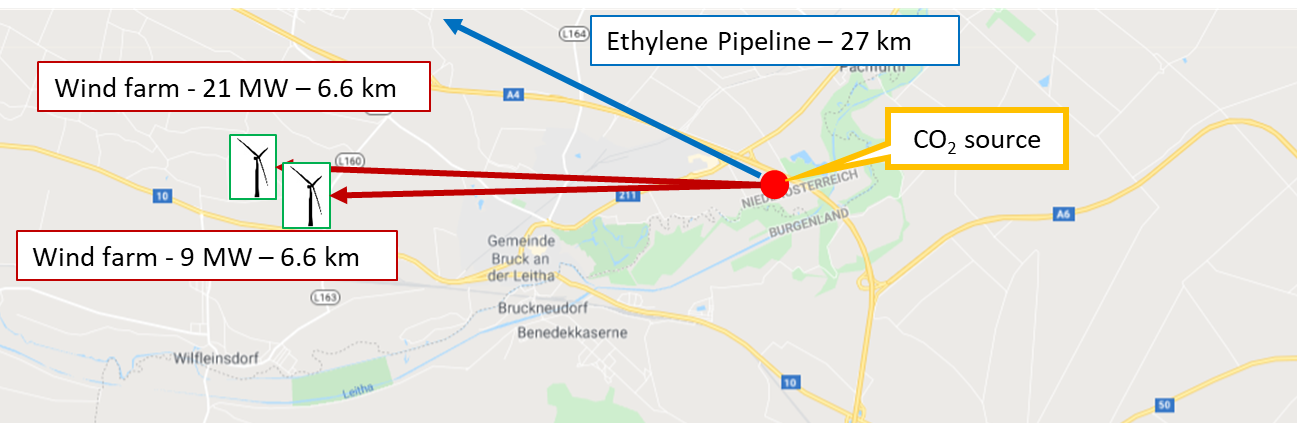 L164
Ethylene Pipeline – 27 km
Pachfurth
Wind farm - 21 MW – 6.6 km
A4
CO₂ source
L160
10
211
NIEDERÖSTERREICH
A6
BURGENLAND
Gemeinde
Bruck an
der Leitha
Wind farm - 9 MW – 6.6 km
L163
Bruckneudorf
Benedekkaserne
Wilfleinsdorf
Leitha
10
50